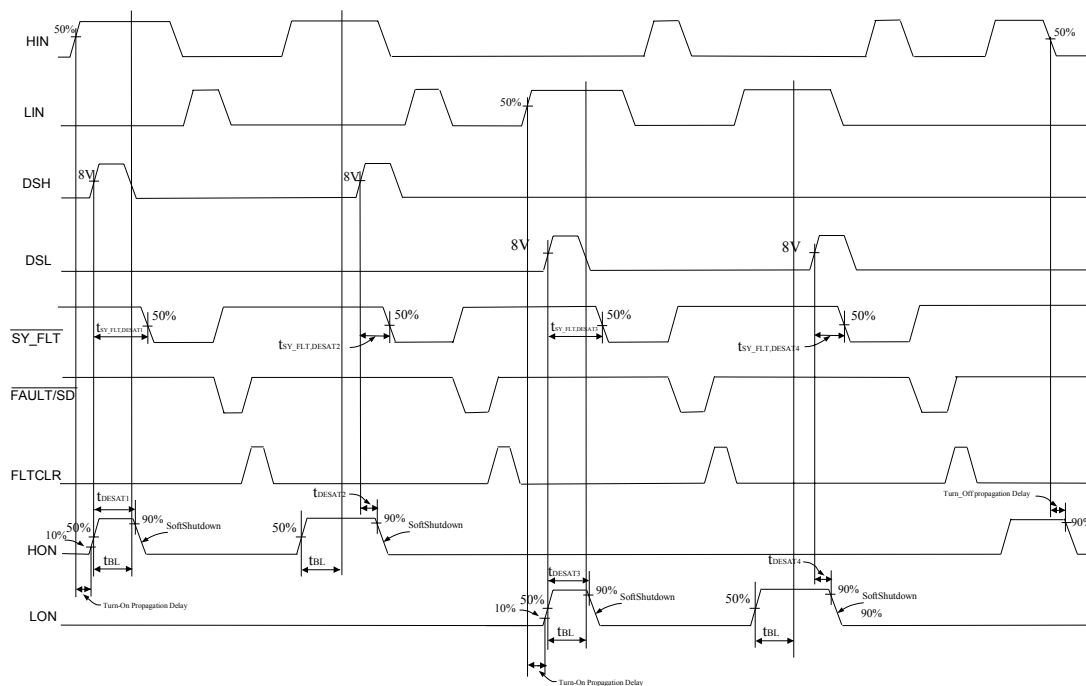 50%
HIN
50%
50%
LIN
8V
DSH
8V
8V
DSL
8V
50%
tSY_FLT,DESAT1
SY_FLT
50%
tSY_FLT,DESAT2
50%
tSY_FLT,DESAT3
50%
tSY_FLT,DESAT4
FAULT/SD
FLTCLR
tDESAT1
tDESAT2
Turn_Off propagation Delay
90%
SoftShutdown
50%
10%
HON
tBL
50%
tBL
90%
SoftShutdown
90%
Turn-On Propagation Delay
tDESAT3
tDESAT4
90%
SoftShutdown
50%
10%
LON
tBL
50%
tBL
90%
SoftShutdown
90%
Turn-On Propagation Delay